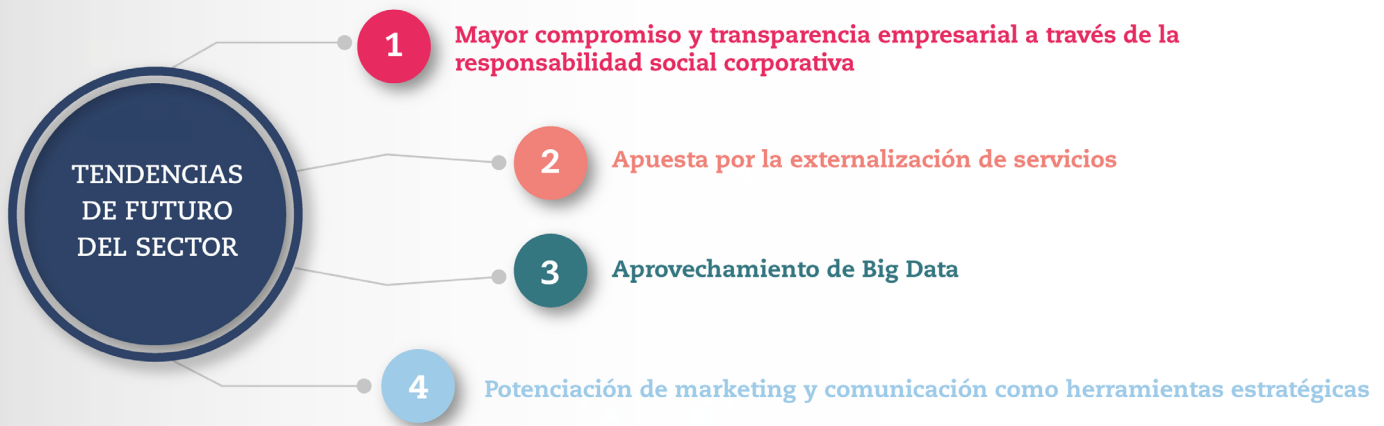 TENDENCIAS
DE FUTURO
DEL SECTOR
1
Mayor compromiso y transparencia empresarial a través de la
responsabilidad social corporativa
2
Apuesta por la externalización de servicios
3
Aprovechamiento de Big Data
4
Potenciación de marketing y comunicación como herramientas estratégicas